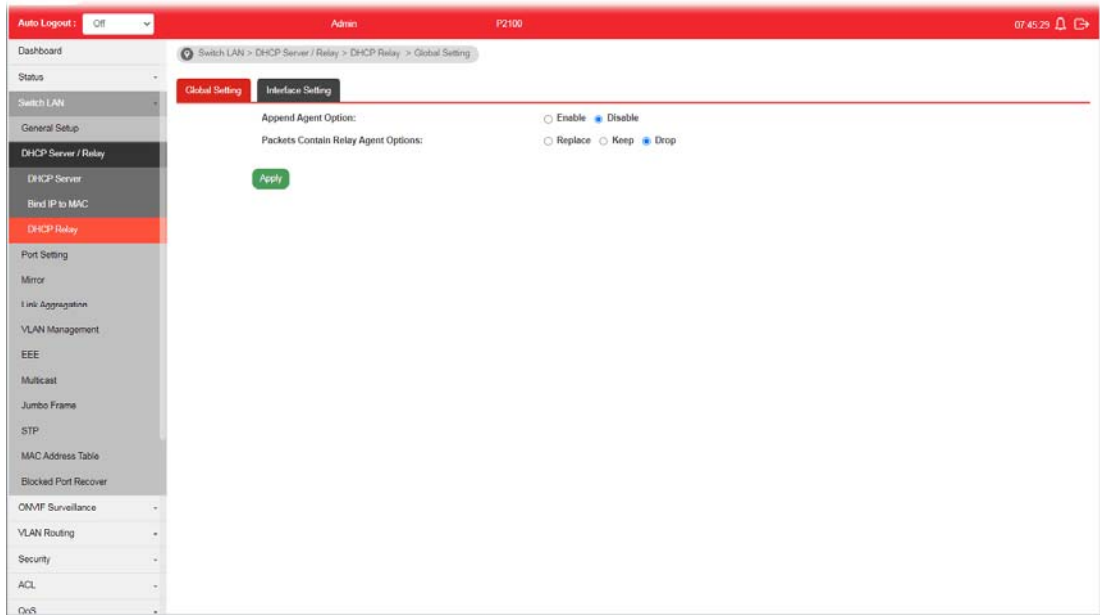 Auto Logout : Off Admin P2100 07:45:29
Dashboard
Switch LAN > DHCP Server / Relay > DHCP Relay > Global Setting
Status
Global Setting Interface Setting
Switch LAN
Append Agent Option: Enable Disable
General Setup
Packets Contain Relay Agent Options: Replace Keep Drop
DHCP Server / Relay
Apply
DHCP Server
Bind IP to MAC
DHCP Relay
Port Setting
Mirror
Link Aggregation
VLAN Management
EEE
Multicast
Jumbo Frame
STP
MAC Address Table
Blocked Port Recover
ONVIF Surveillance
VLAN Routing
Security
ACL
QoS